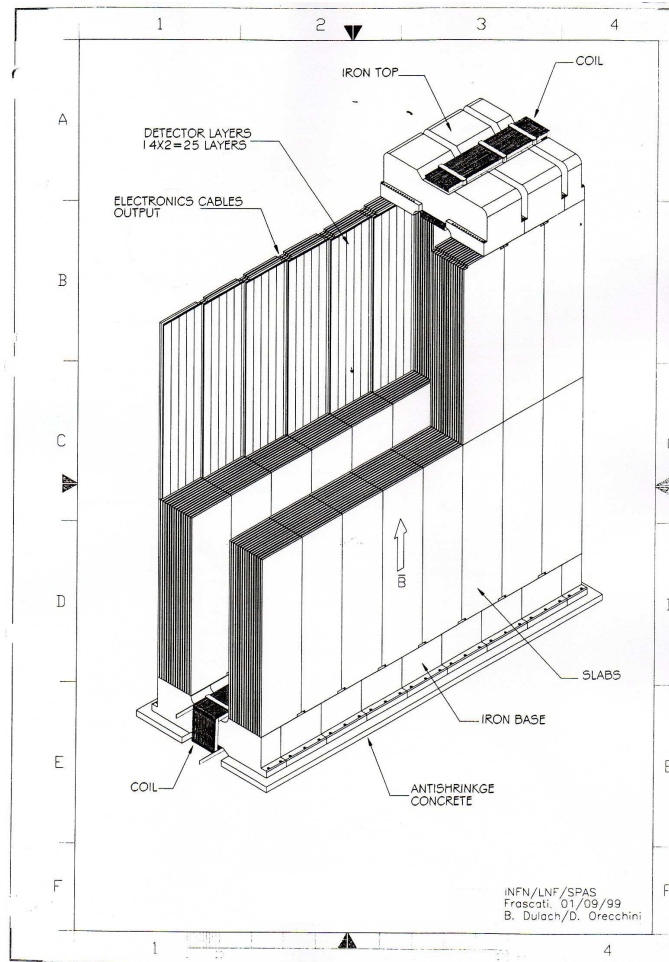 1 2 3 4
A
B
C
D
E
F
COIL
IRON TOP
DETECTOR LAYERS
14X2=25 LAYERS
ELECTRONICS CABLES
OUTPUT
B
SLABS
IRON BASE
COIL
ANTISHRINKGE
CONCRETE
E
F
INFN/LNF/SPAS
Frascati. 01/09/99
B. Dulach/D. Orecchini
1 4